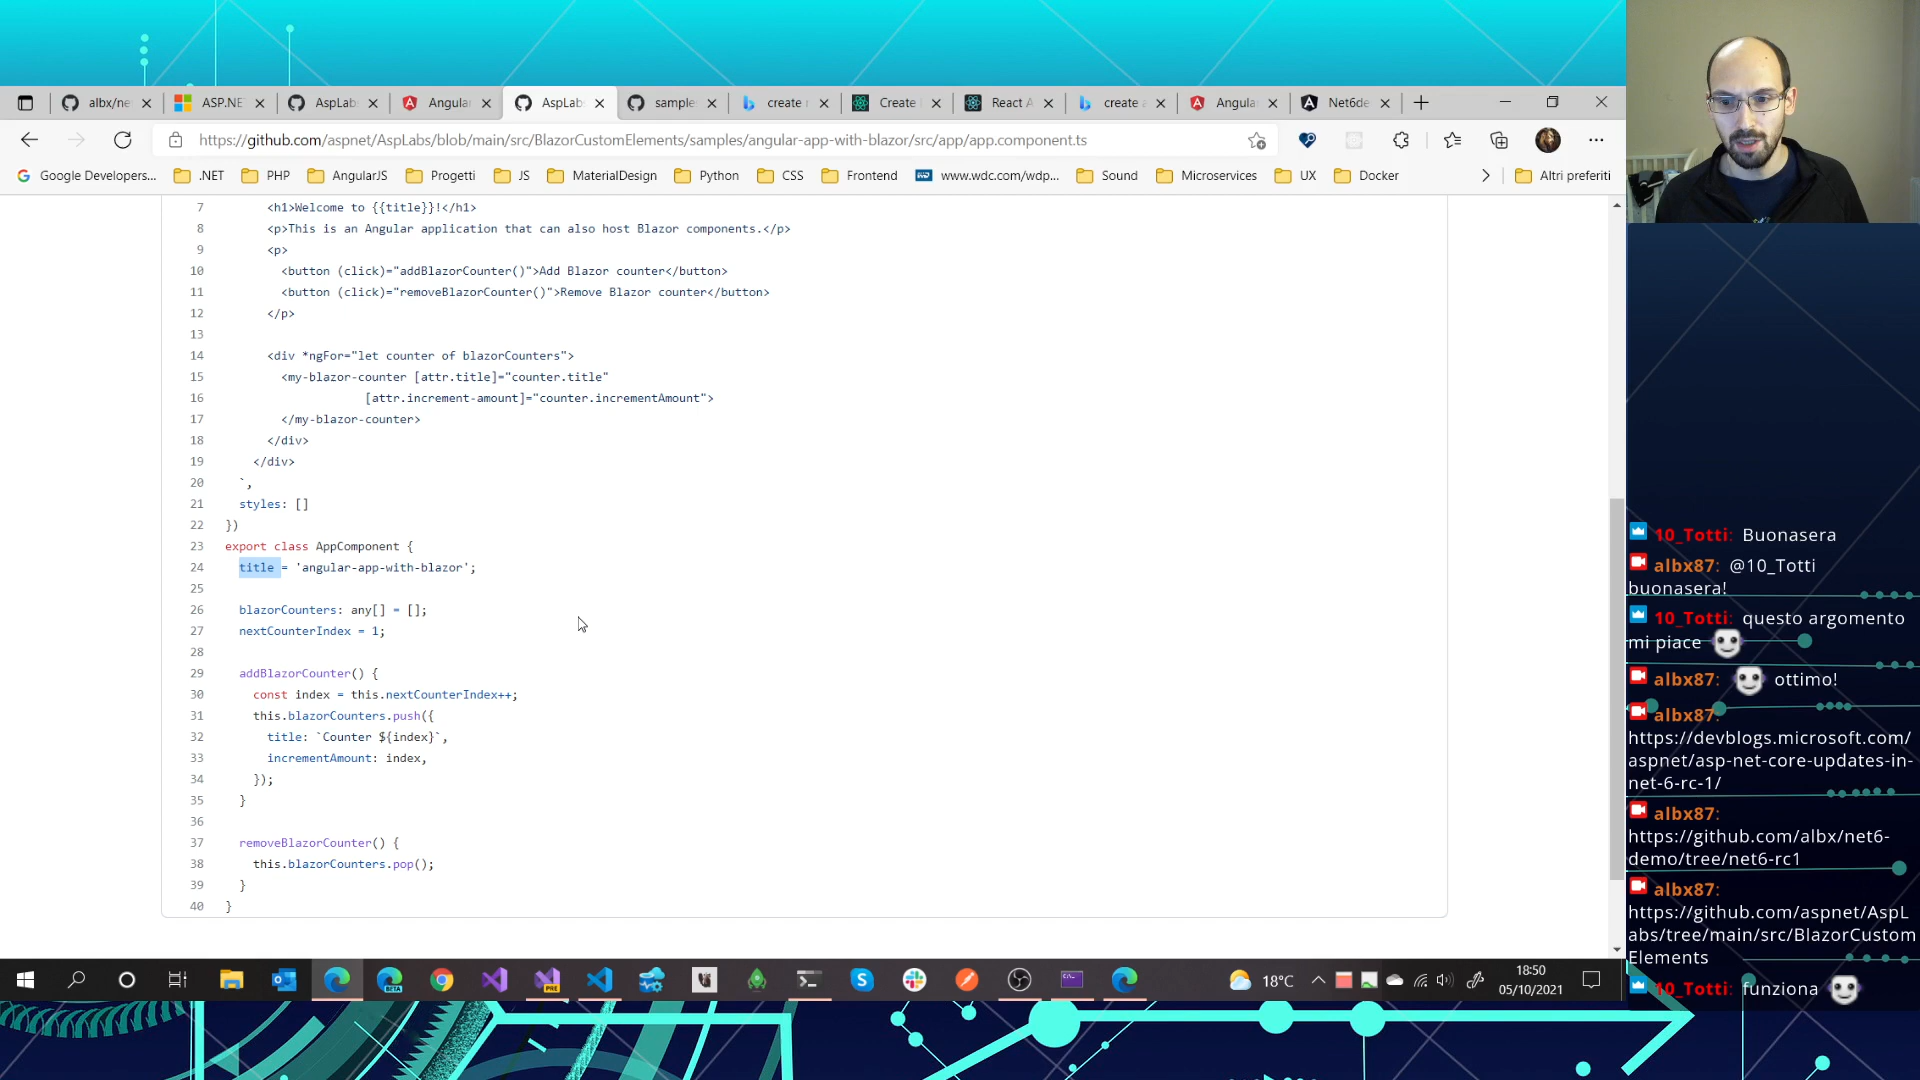 albx/ne
ASP.NE
AspLab
Angular
AspLab
sample
create r
Create
React A
create a
Angula
Net6de
https://github.com/aspnet/AspLabs/blob/main/src/BlazorCustomElements/samples/angular-app-with-blazor/src/app/app.component.ts
Google Developers...
.NET
PHP
AngularJS
Progetti
JS
MaterialDesign
Python
CSS
Frontend
www.wdc.com/wdp...
Sound
Microservices
UX
Docker
Altri preferiti
7 <h1>Welcome to {{title}}!</h1>
8 <p>This is an Angular application that can also host Blazor components.</p>
9 <p>
10 <button (click)="addBlazorCounter()">Add Blazor counter</button>
11 <button (click)="removeBlazorCounter()">Remove Blazor counter</button>
12 </p>
13
14 <div *ngFor="let counter of blazorCounters">
15 <my-blazor-counter [attr.title]="counter.title"
16 [attr.increment-amount]="counter.incrementAmount">
17 </my-blazor-counter>
18 </div>
19 </div>
20 `,
21 styles: []
22 })
23 export class AppComponent {
24 title = 'angular-app-with-blazor';
25
26 blazorCounters: any[] = [];
27 nextCounterIndex = 1;
28
29 addBlazorCounter() {
30 const index = this.nextCounterIndex++;
31 this.blazorCounters.push({
32 title: `Counter ${index}`,
33 incrementAmount: index,
34 });
35 }
36
37 removeBlazorCounter() {
38 this.blazorCounters.pop();
39 }
40 }
10_Totti: Buonasera
albx87: @10_Totti
buonasera!
10_Totti: questo argomento
mi piace
albx87: ottimo!
albx87:
https://devblogs.microsoft.com/
aspnet/asp-net-core-updates-in-
net-6-rc-1/
albx87:
https://github.com/albx/net6-
demo/tree/net6-rc1
albx87:
https://github.com/aspnet/AspL
abs/tree/main/src/BlazorCustom
Elements
10_Totti: funziona
BETA
PRE
18°C
18:50
05/10/2021